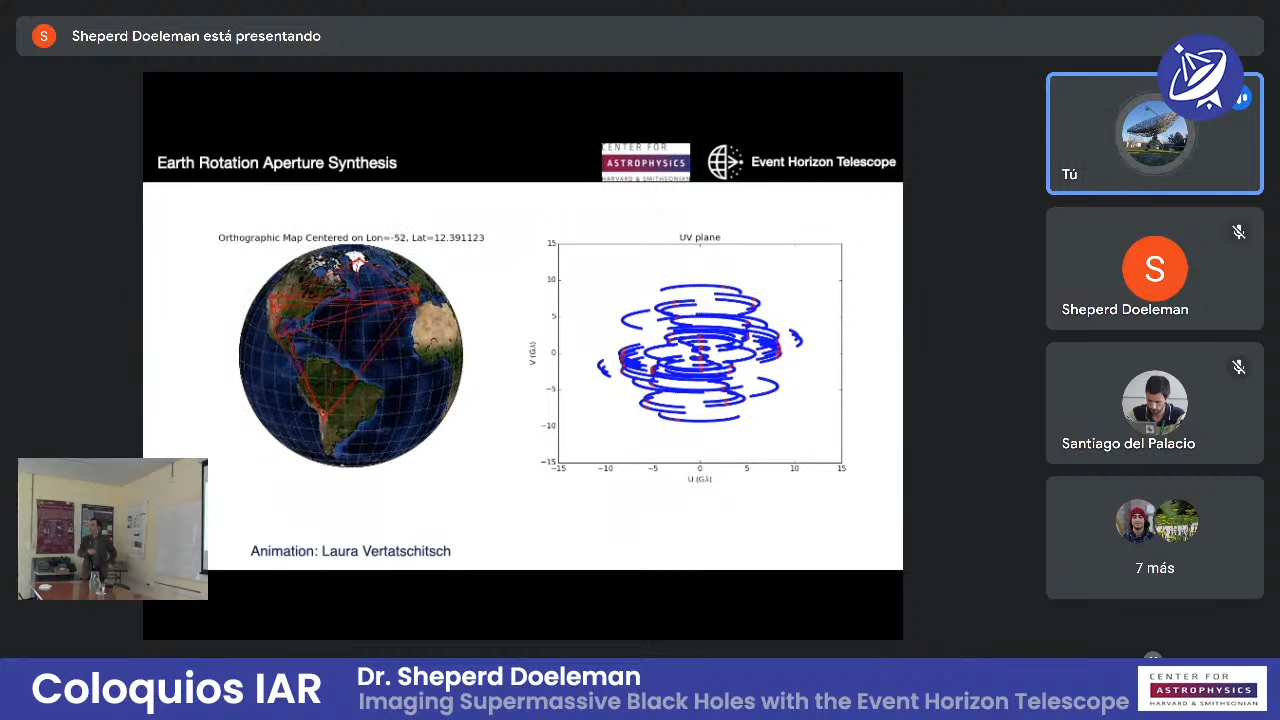 S
Sheperd Doeleman está presentando
Earth Rotation Aperture Synthesis
CENTER FOR
ASTROPHYSICS
HARVARD & SMITHSONIAN
Event Horizon Telescope
Orthographic Map Centered on Lon=-52, Lat=12.391123
UV plane
15
10
5
0
−5
−10
−15
V (Gλ)
−15 −10 −5 0 5 10 15
U (Gλ)
Animation: Laura Vertatschitsch
Tú
S
Sheperd Doeleman
Santiago del Palacio
7 más
Coloquios IAR
Dr. Sheperd Doeleman
Imaging Supermassive Black Holes with the Event Horizon Telescope
CENTER FOR
ASTROPHYSICS
HARVARD & SMITHSONIAN